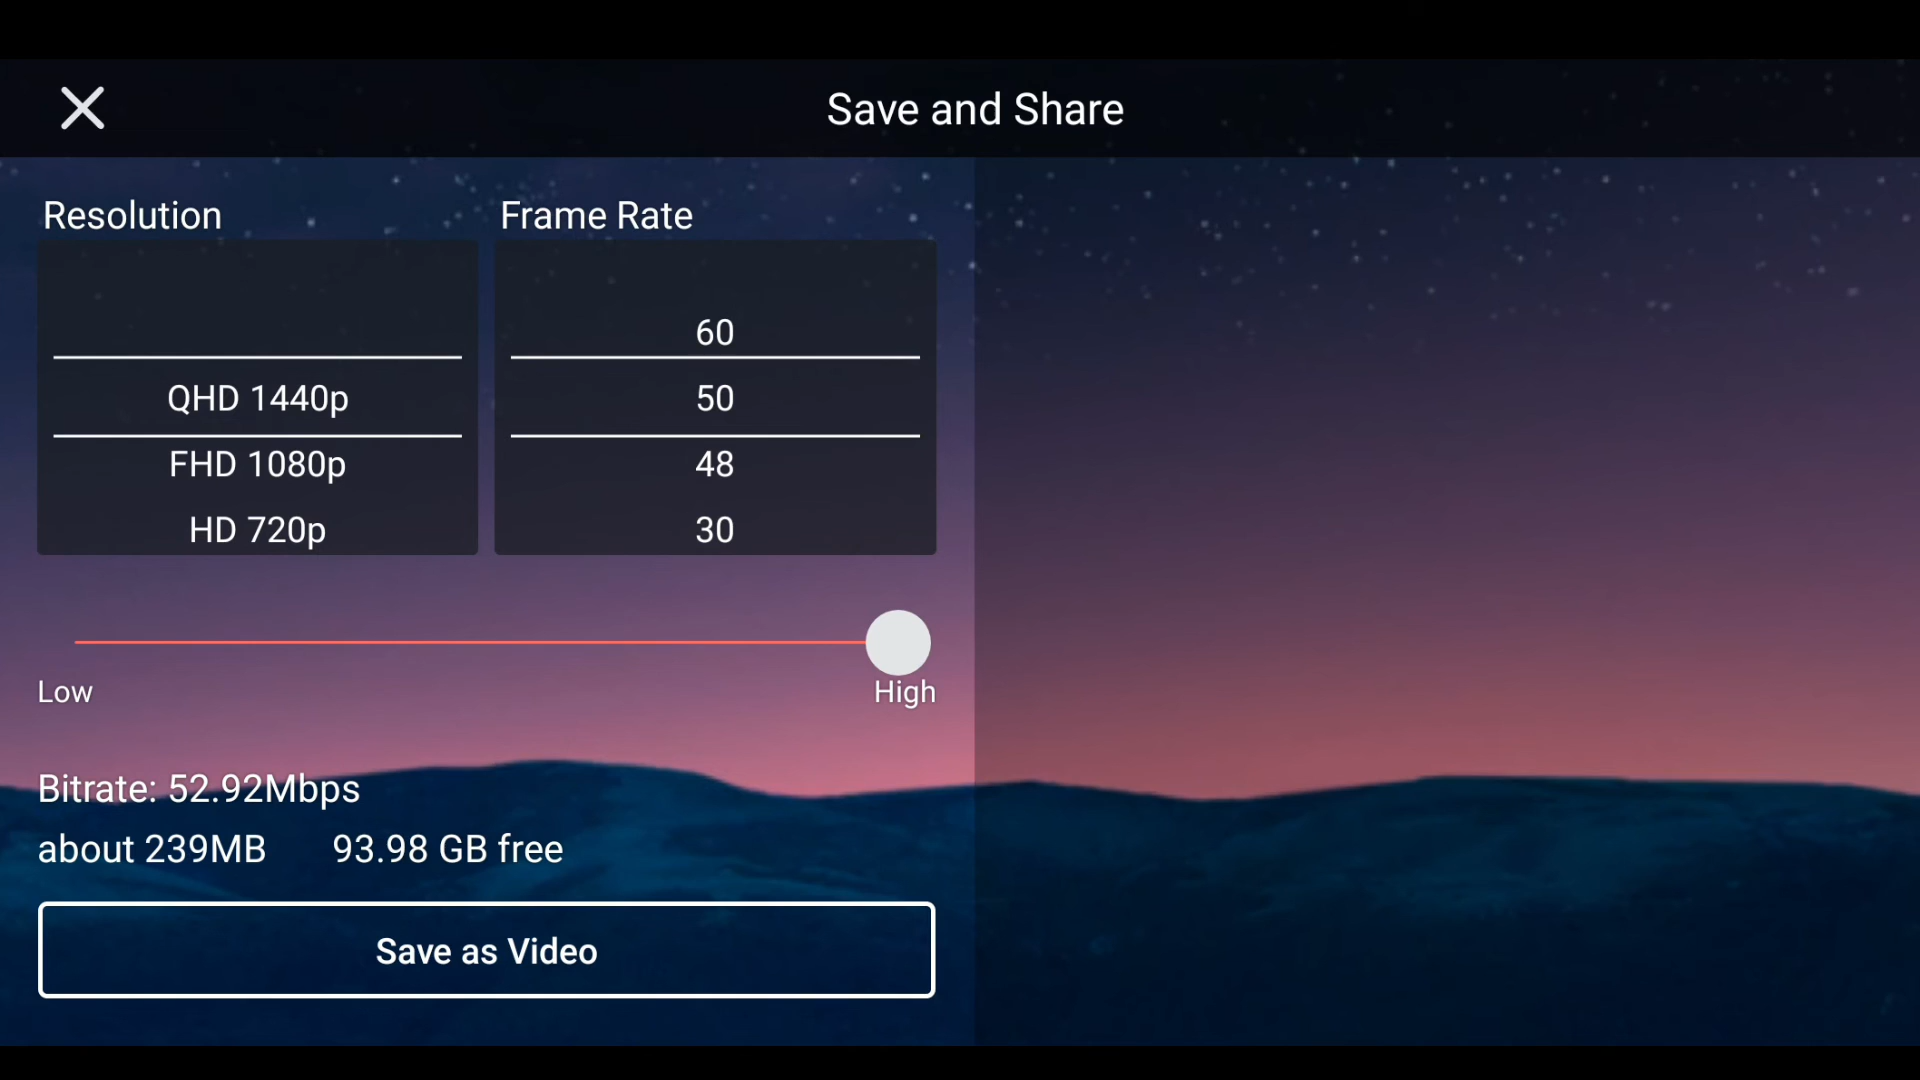 Save and Share
Resolution
Frame Rate
QHD 1440p
FHD 1080p
HD 720p
60
50
48
30
Low
High
Bitrate: 52.92Mbps
about 239MB 93.98 GB free
Save as Video